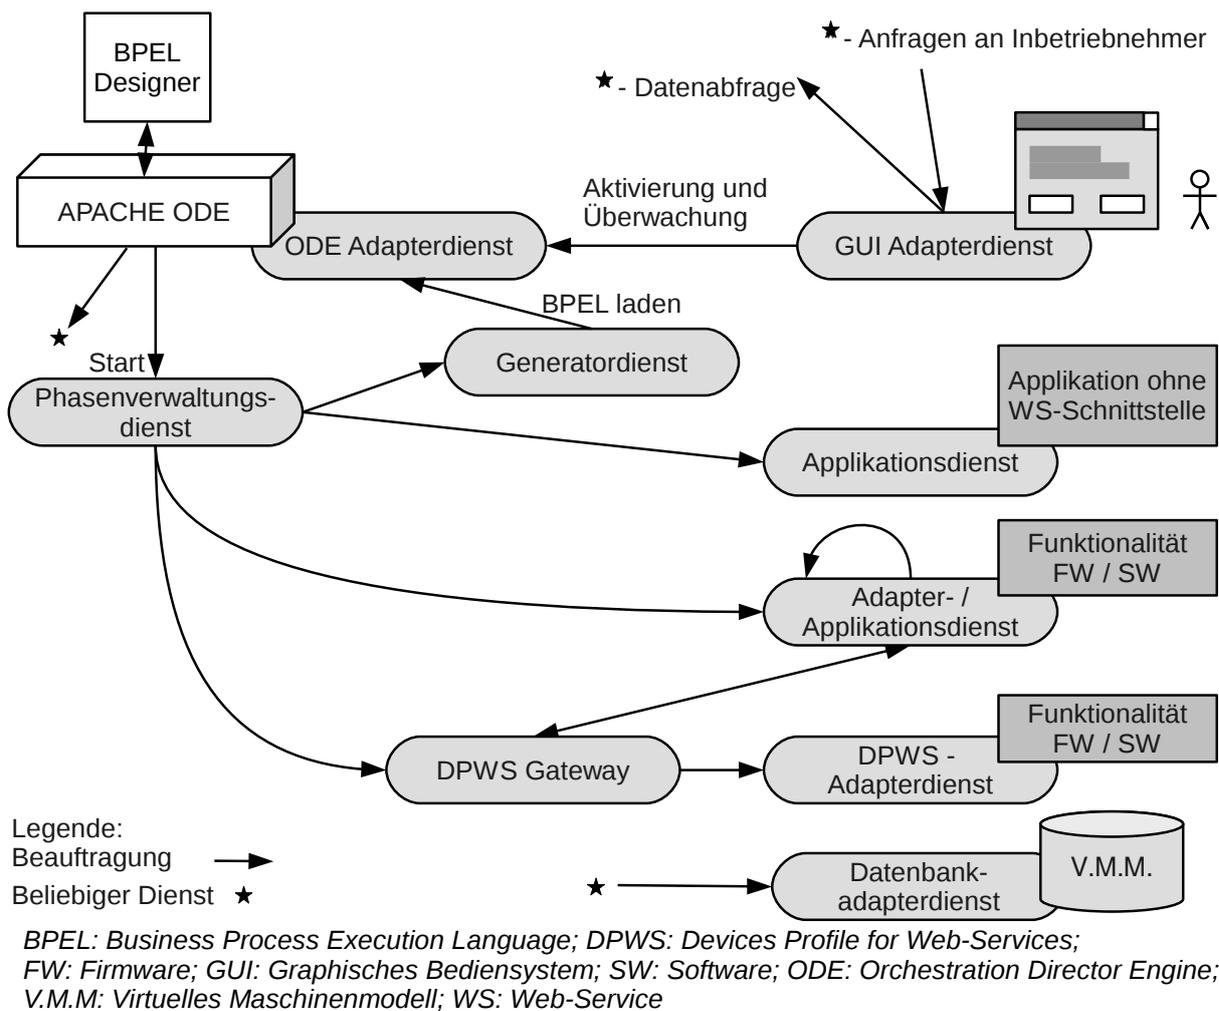 BPEL
Designer
- Anfragen an Inbetriebnehmer
- Datenabfrage
APACHE ODE
ODE Adapterdienst
Aktivierung und
Überwachung
GUI Adapterdienst
BPEL laden
Generatordienst
Start
Phasenverwaltungs-
dienst
Applikation ohne
WS-Schnittstelle
Applikationsdienst
Funktionalität
FW / SW
Adapter- /
Applikationsdienst
Funktionalität
FW / SW
DPWS Gateway
DPWS -
Adapterdienst
Legende:
Beauftragung
Beliebiger Dienst
V.M.M.
Datenbank-
adapterdienst
BPEL: Business Process Execution Language; DPWS: Devices Profile for Web-Services;
FW: Firmware; GUI: Graphisches Bediensystem; SW: Software; ODE: Orchestration Director Engine;
V.M.M: Virtuelles Maschinenmodell; WS: Web-Service